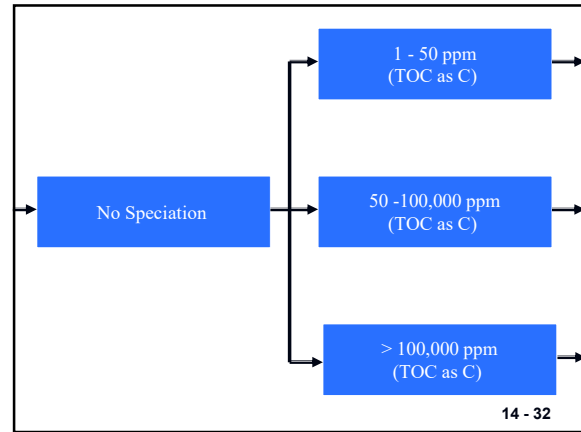 1 - 50 ppm
(TOC as C)
No Speciation
50 -100,000 ppm
(TOC as C)
> 100,000 ppm
(TOC as C)
14 - 32